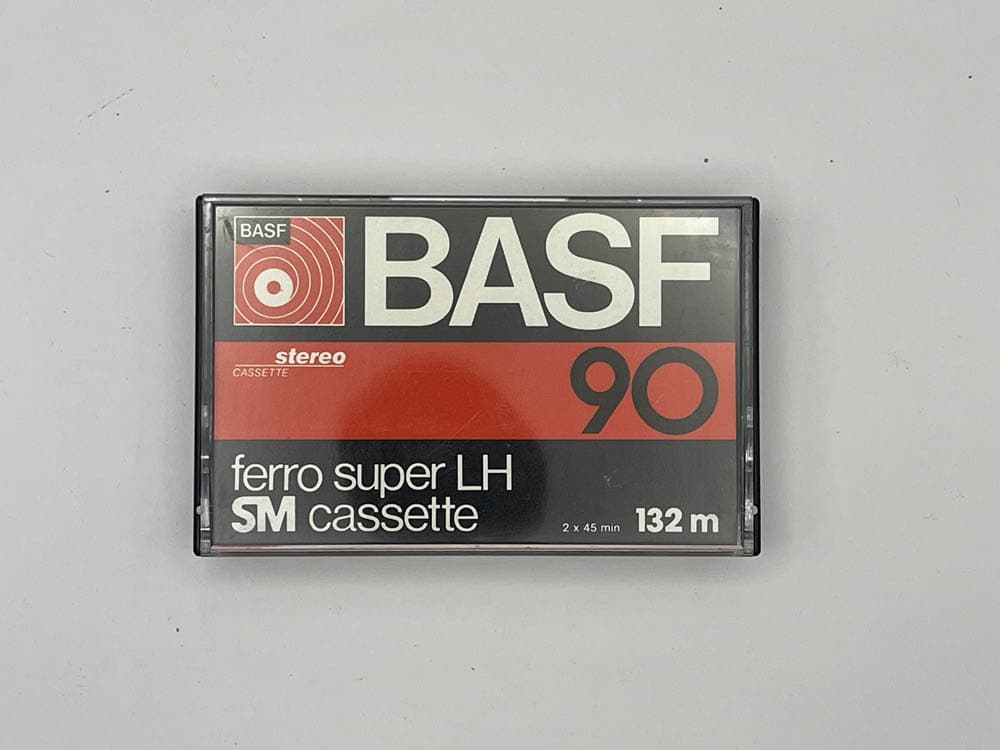 BASF
BASF
stereo
CASSETTE
90
ferro super LH
SM cassette
2 x 45 min 132 m